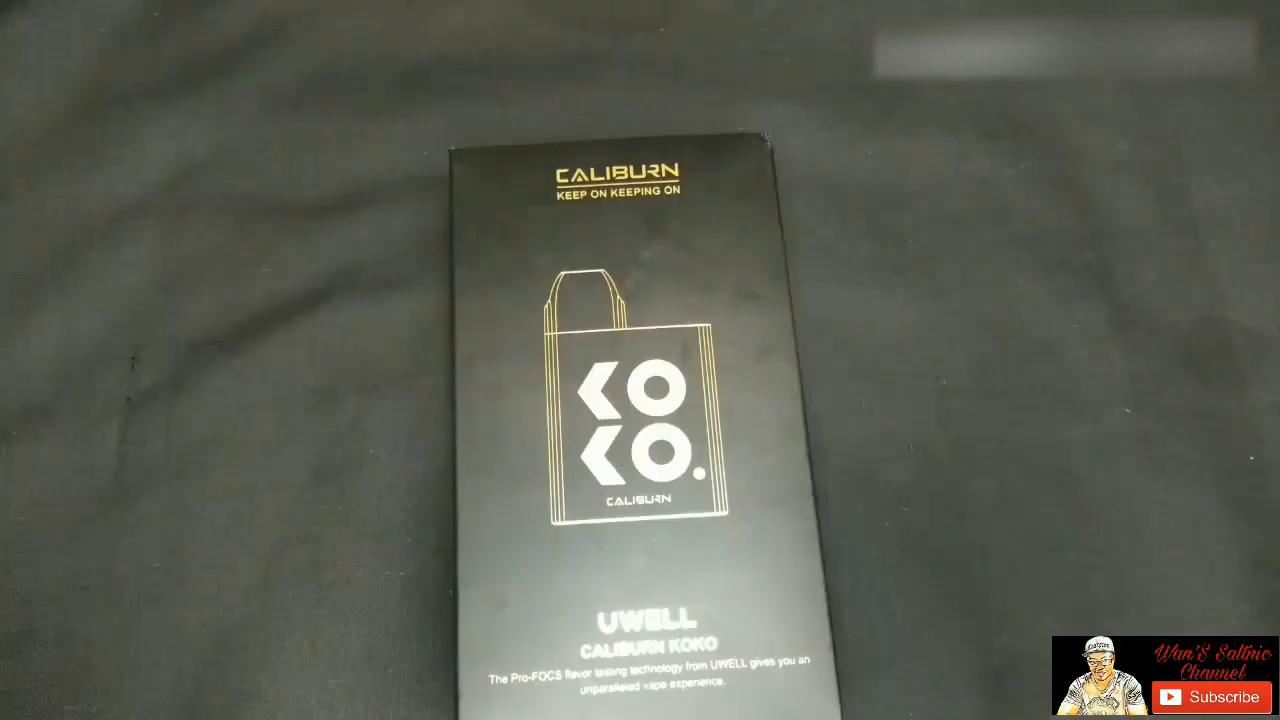 CALIBURN
KEEP ON KEEPING ON
KO
KO.
CALIBURN
UWELL
CALIBURN KOKO
The Pro-FOCS flavor testing technology from UWELL gives you an
unparalleled vape experience.
Wan'S Saltnic
Channel
Subscribe